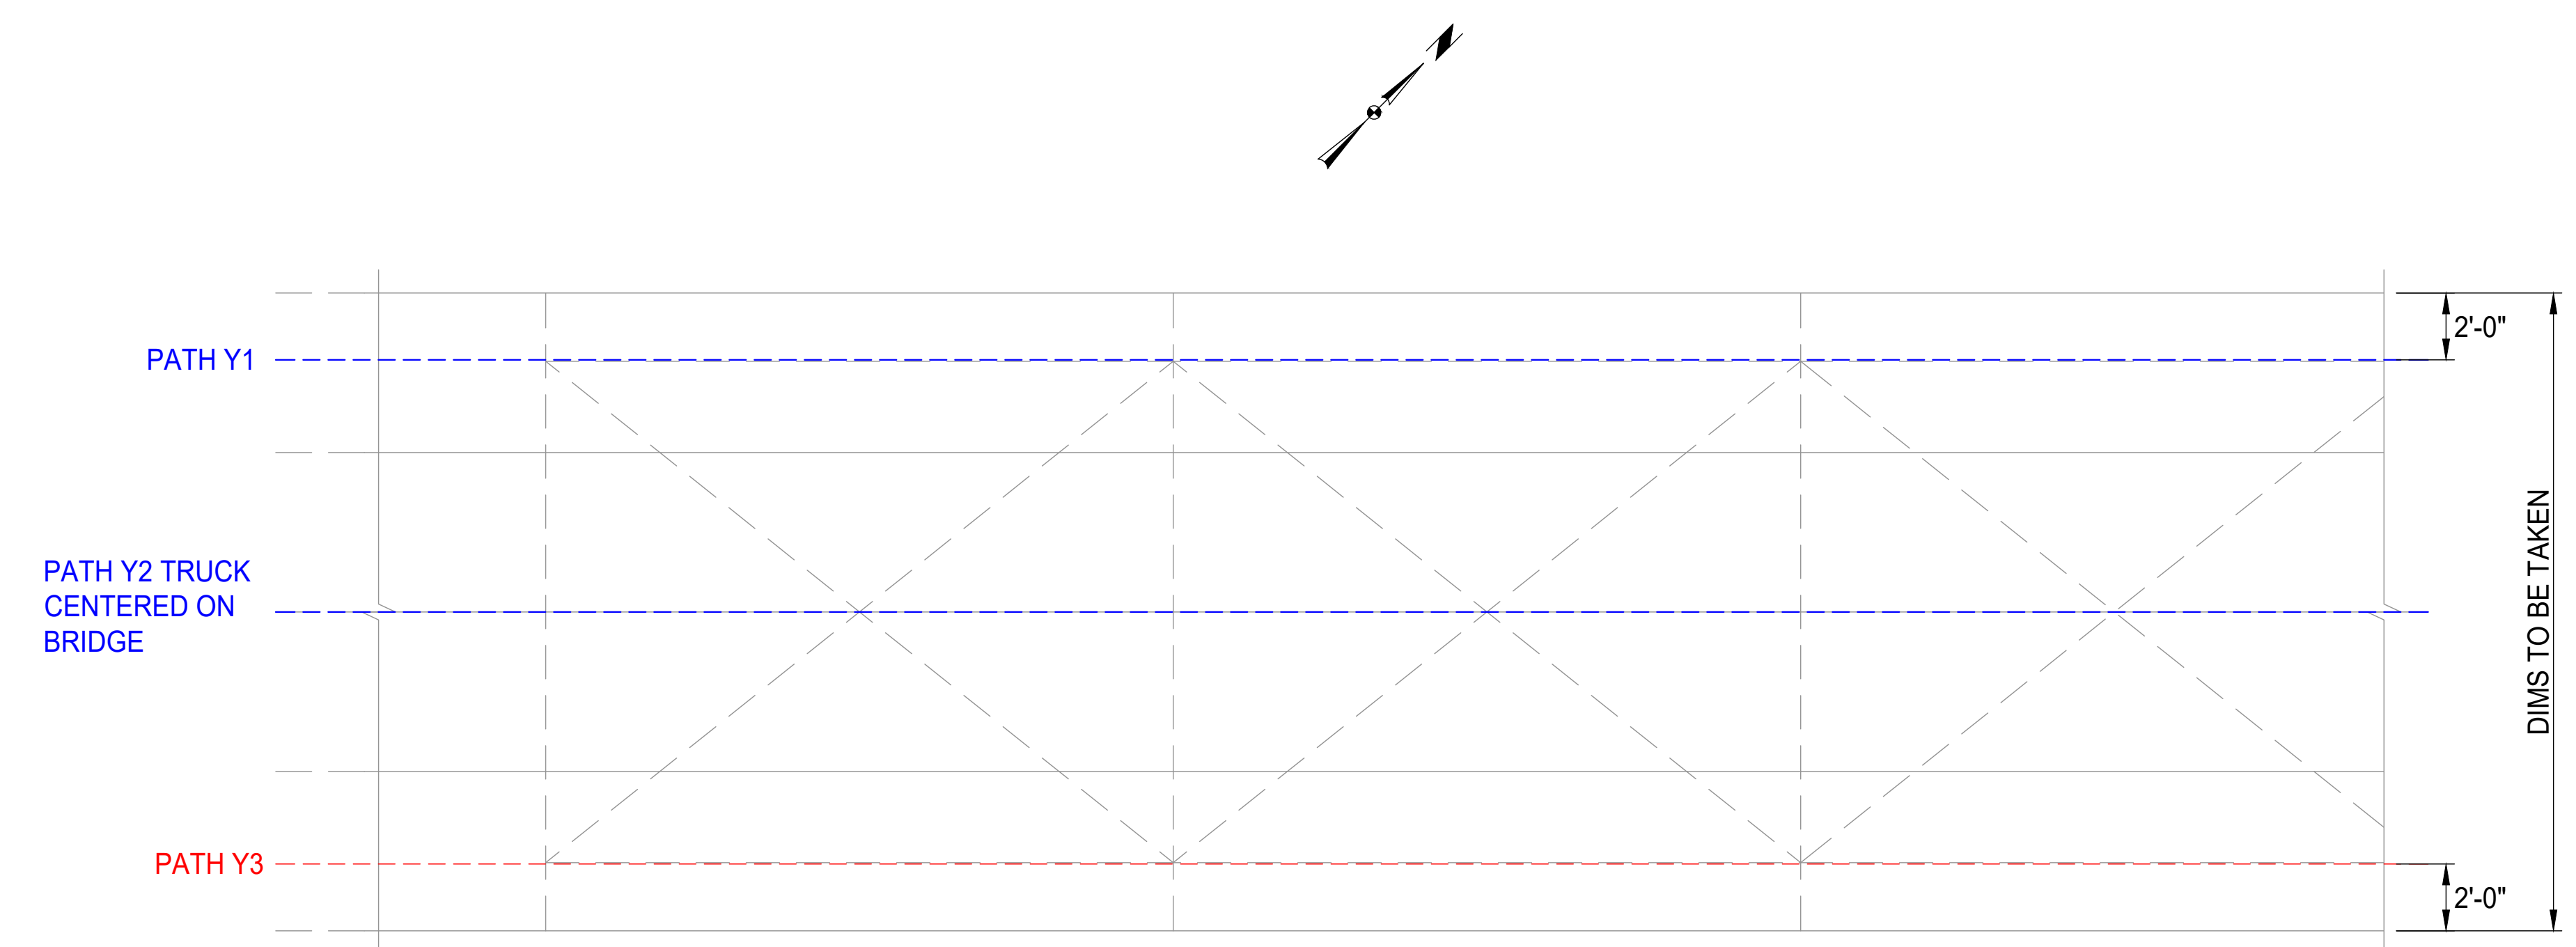 N
2'-0"
PATH Y1
PATH Y2 TRUCK
CENTERED ON
BRIDGE
DIMS TO BE TAKEN
PATH Y3
2'-0"